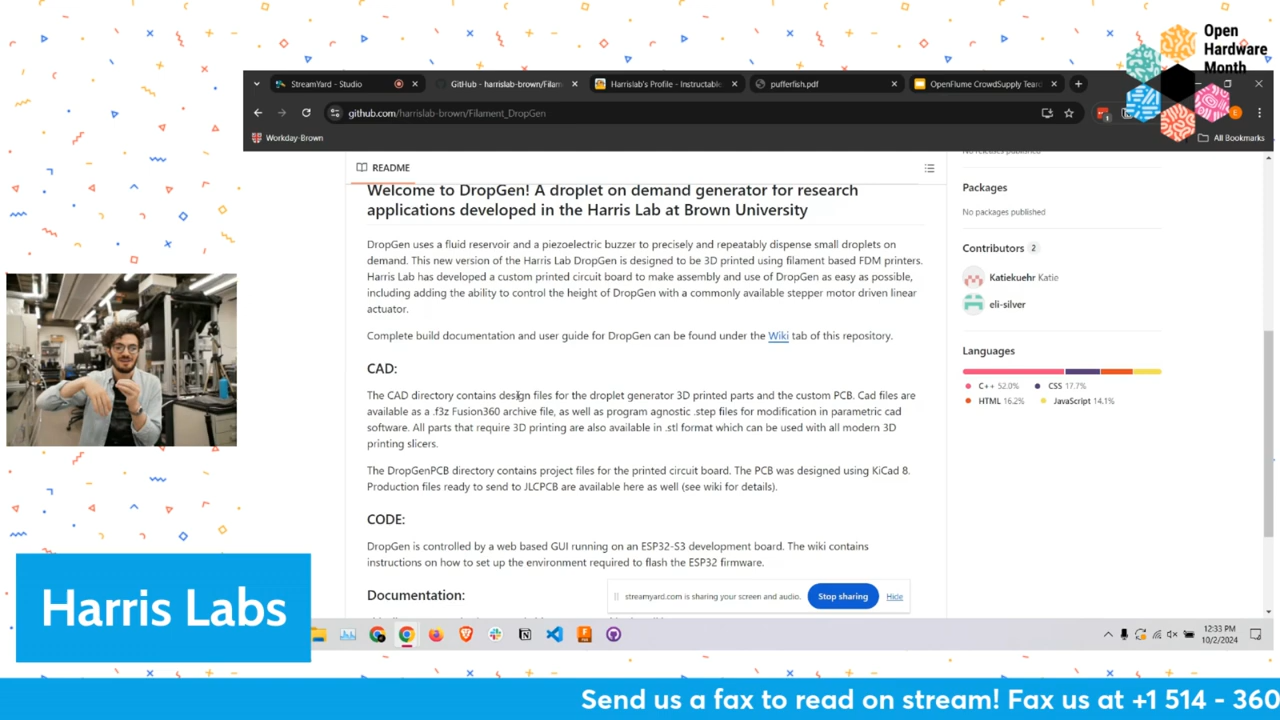 Open
Hardware
Month
StreamYard - Studio
GitHub - harrislab-brown/Filam
Harrislab's Profile - Instructable
pufferfish.pdf
OpenFlume CrowdSupply Tear
github.com/harrislab-brown/Filament_DropGen
Workday-Brown
All Bookmarks
README
No releases published
Welcome to DropGen! A droplet on demand generator for research
applications developed in the Harris Lab at Brown University
DropGen uses a fluid reservoir and a piezoelectric buzzer to precisely and repeatably dispense small droplets on
demand. This new version of the Harris Lab DropGen is designed to be 3D printed using filament based FDM printers.
Harris Lab has developed a custom printed circuit board to make assembly and use of DropGen as easy as possible,
including adding the ability to control the height of DropGen with a commonly available stepper motor driven linear
actuator.
Complete build documentation and user guide for DropGen can be found under the Wiki tab of this repository.
CAD:
The CAD directory contains design files for the droplet generator 3D printed parts and the custom PCB. Cad files are
available as a .f3z Fusion360 archive file, as well as program agnostic .step files for modification in parametric cad
software. All parts that require 3D printing are also available in .stl format which can be used with all modern 3D
printing slicers.
The DropGenPCB directory contains project files for the printed circuit board. The PCB was designed using KiCad 8.
Production files ready to send to JLCPCB are available here as well (see wiki for details).
CODE:
DropGen is controlled by a web based GUI running on an ESP32-S3 development board. The wiki contains
instructions on how to set up the environment required to flash the ESP32 firmware.
Documentation:
Packages
No packages published
Contributors 2
Katiekuehr Katie
eli-silver
Languages
C++ 52.0% CSS 17.7%
HTML 16.2% JavaScript 14.1%
streamyard.com is sharing your screen and audio.
Stop sharing
Hide
12:33 PM
10/2/2024
Harris Labs
Send us a fax to read on stream! Fax us at +1 514 - 360